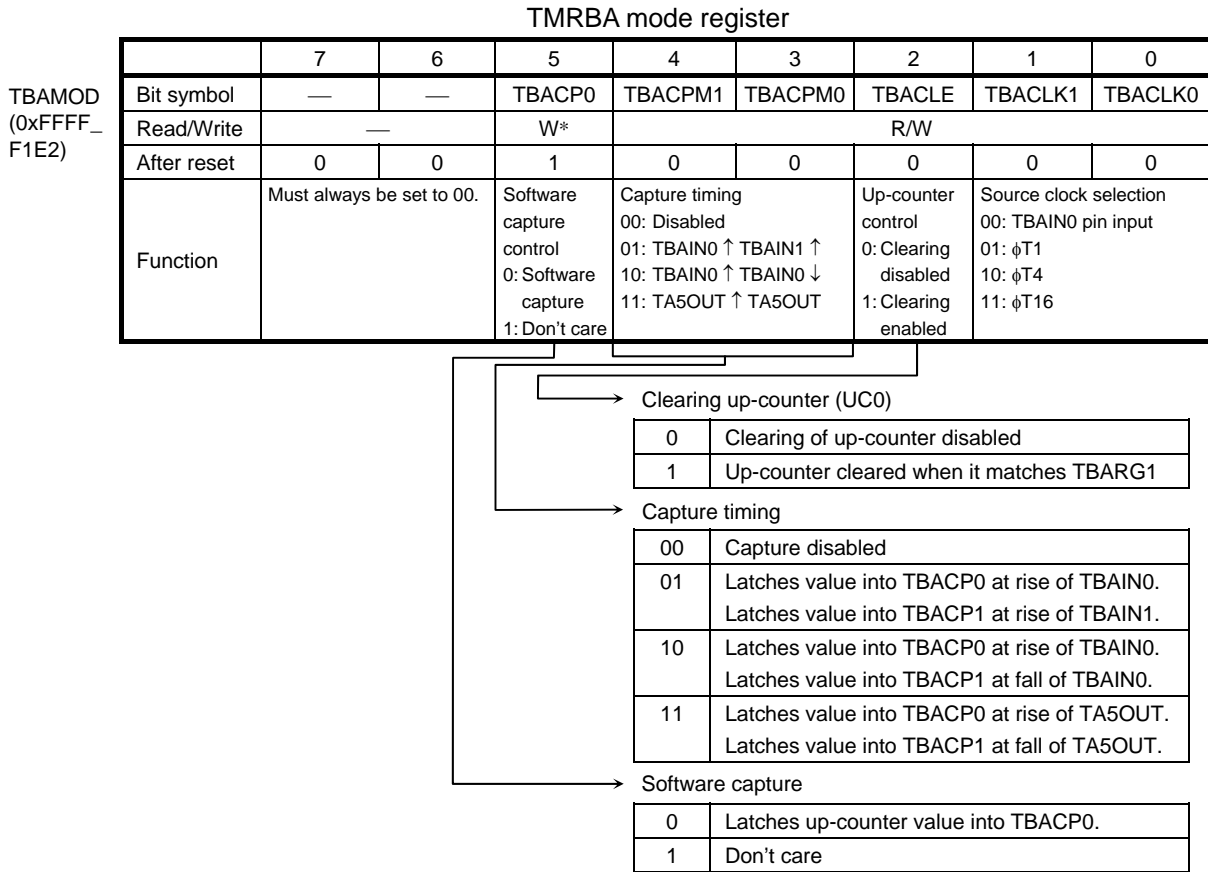 TMRBA mode register
7 6 5 4 3 2 1 0
TBAMOD
(0xFFFF_
F1E2)
Bit symbol — — TBACP0 TBACPM1 TBACPM0 TBACLE TBACLK1 TBACLK0
Read/Write — W* R/W
After reset 0 0 1 0 0 0 0 0
Function
Must always be set to 00.
Software
capture
control
0: Software
capture
1: Don't care
Capture timing
00: Disabled
01: TBAIN0 ↑ TBAIN1 ↑
10: TBAIN0 ↑ TBAIN0 ↓
11: TA5OUT ↑ TA5OUT
Up-counter
control
0: Clearing
disabled
1: Clearing
enabled
Source clock selection
00: TBAIN0 pin input
01: ϕT1
10: ϕT4
11: ϕT16
Clearing up-counter (UC0)
0 Clearing of up-counter disabled
1 Up-counter cleared when it matches TBARG1
Capture timing
00 Capture disabled
01 Latches value into TBACP0 at rise of TBAIN0.
Latches value into TBACP1 at rise of TBAIN1.
10 Latches value into TBACP0 at rise of TBAIN0.
Latches value into TBACP1 at fall of TBAIN0.
11 Latches value into TBACP0 at rise of TA5OUT.
Latches value into TBACP1 at fall of TA5OUT.
Software capture
0 Latches up-counter value into TBACP0.
1 Don't care